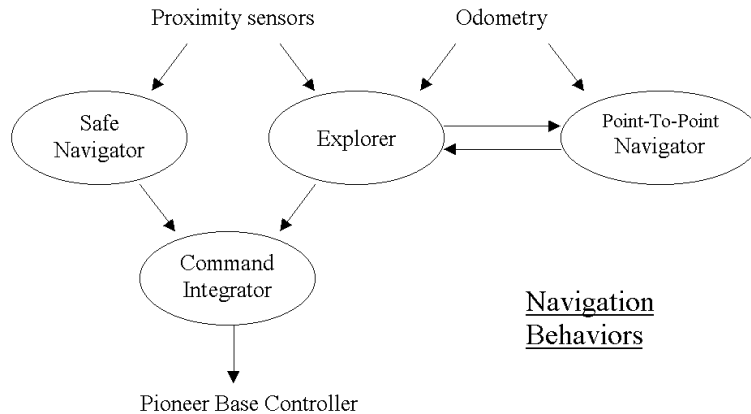 Proximity sensors
Odometry
Safe
Navigator
Explorer
Point-To-Point
Navigator
Command
Integrator
Navigation
Behaviors
Pioneer Base Controller